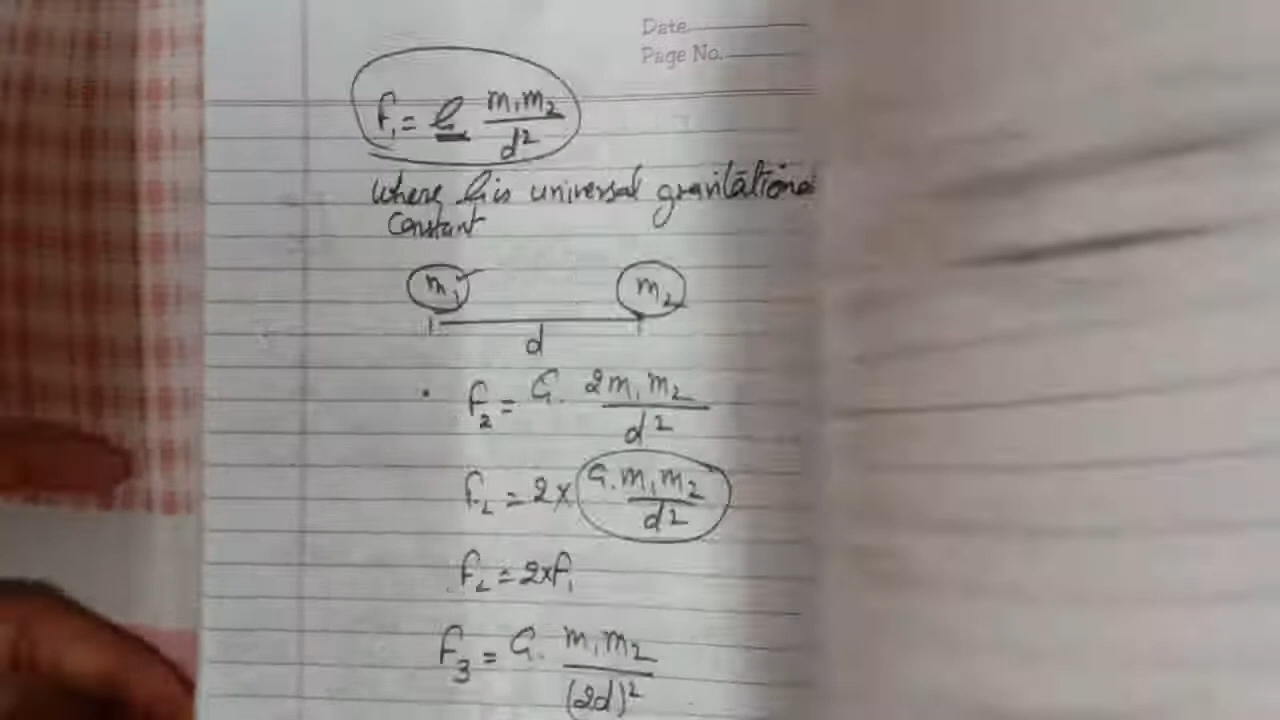 Date
Page No.
F₁ = G m₁m₂/d²
where G is universal gravitational
Constant
m₁ m₂
d
F₂ = G. 2m₁m₂/d²
F₂ = 2× G.m₁m₂/d²
F₂ = 2×F₁
F₃ = G. m₁m₂/(2d)²